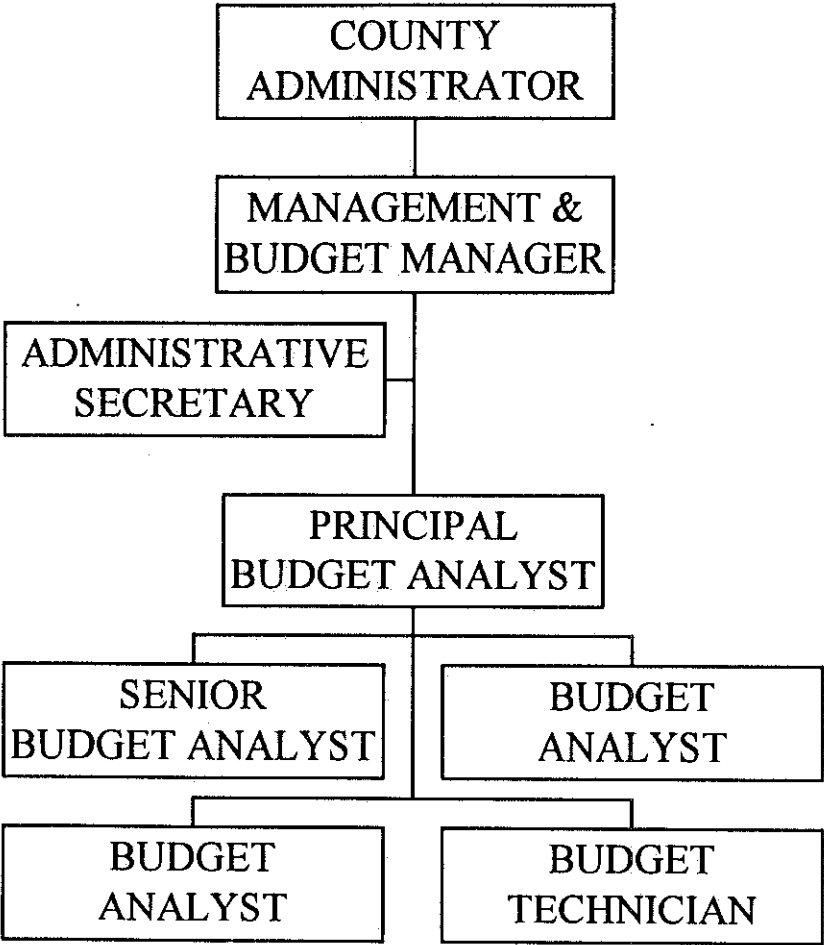 COUNTY
ADMINISTRATOR
MANAGEMENT &
BUDGET MANAGER
ADMINISTRATIVE
SECRETARY
PRINCIPAL
BUDGET ANALYST
SENIOR
BUDGET ANALYST
BUDGET
ANALYST
BUDGET
ANALYST
BUDGET
TECHNICIAN